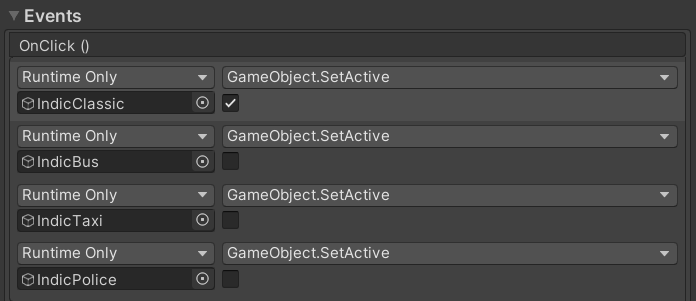 Events
OnClick ()
Runtime Only GameObject.SetActive
IndicClassic
Runtime Only GameObject.SetActive
IndicBus
Runtime Only GameObject.SetActive
IndicTaxi
Runtime Only GameObject.SetActive
IndicPolice